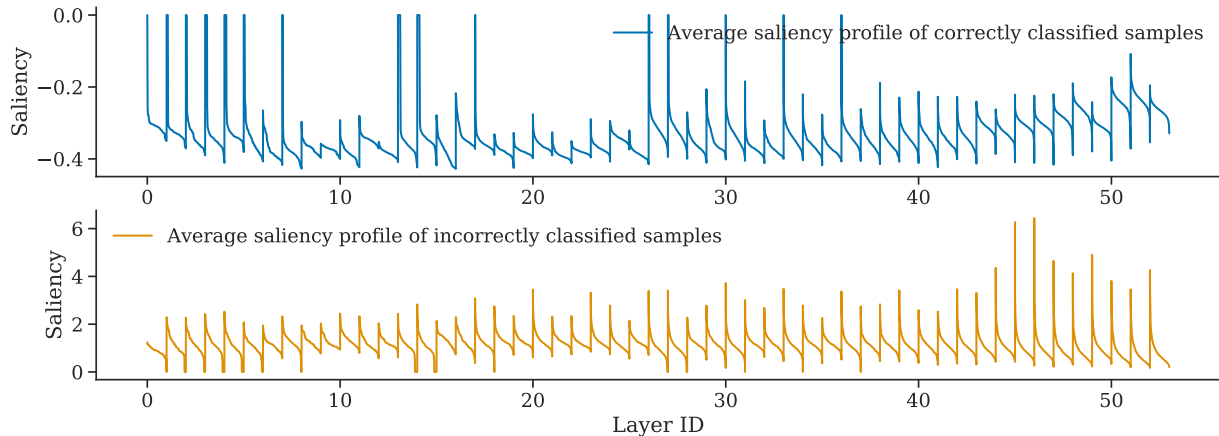 Saliency
0.0
−0.2
−0.4
Average saliency profile of correctly classified samples
0 10 20 30 40 50
Saliency
6
4
2
0
Average saliency profile of incorrectly classified samples
0 10 20 30 40 50
Layer ID